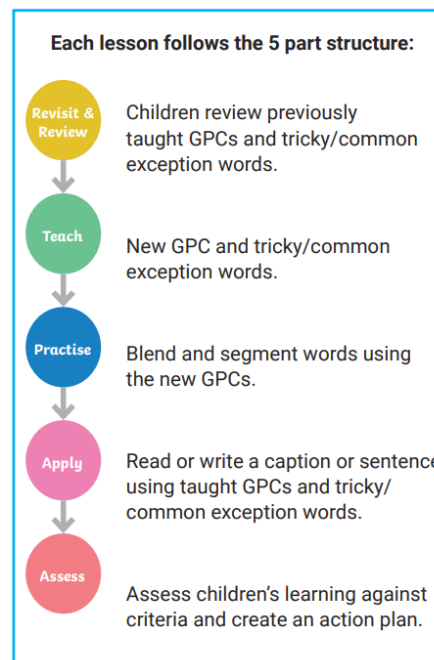 Each lesson follows the 5 part structure:
Revisit &
Review
Children review previously
taught GPCs and tricky/common
exception words.
Teach
New GPC and tricky/common
exception words.
Practise
Blend and segment words using
the new GPCs.
Apply
Read or write a caption or sentence
using taught GPCs and tricky/
common exception words.
Assess
Assess children's learning against
criteria and create an action plan.